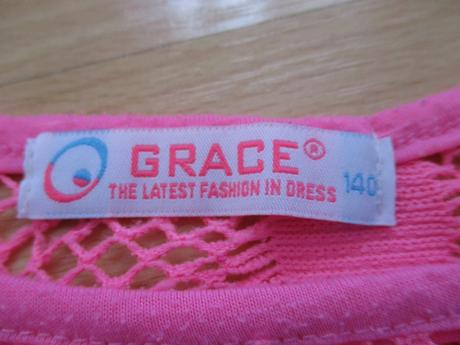 GRACE®
THE LATEST FASHION IN DRESS 140